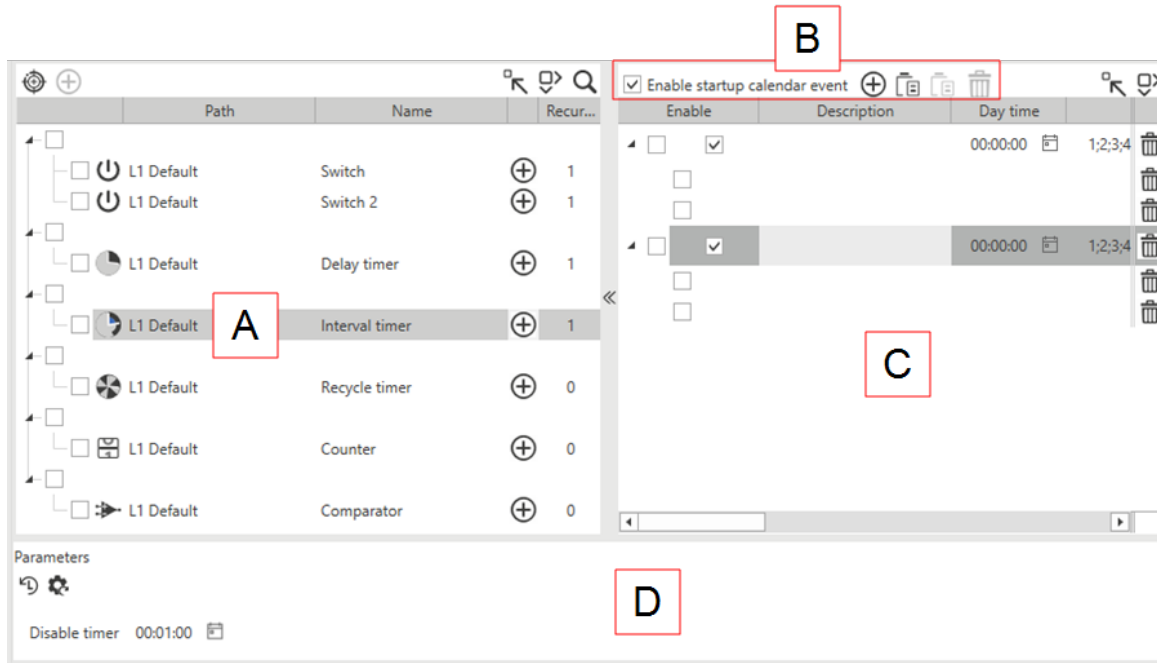 B
Enable startup calendar event
Path Name Recur...
Enable Description Day time
00:00:00 1;2;3;4
L1 Default Switch 1
L1 Default Switch 2 1
00:00:00 1;2;3;4
L1 Default Delay timer 1
L1 Default Interval timer 1
A
C
L1 Default Recycle timer 0
L1 Default Counter 0
L1 Default Comparator 0
Parameters
D
Disable timer 00:01:00